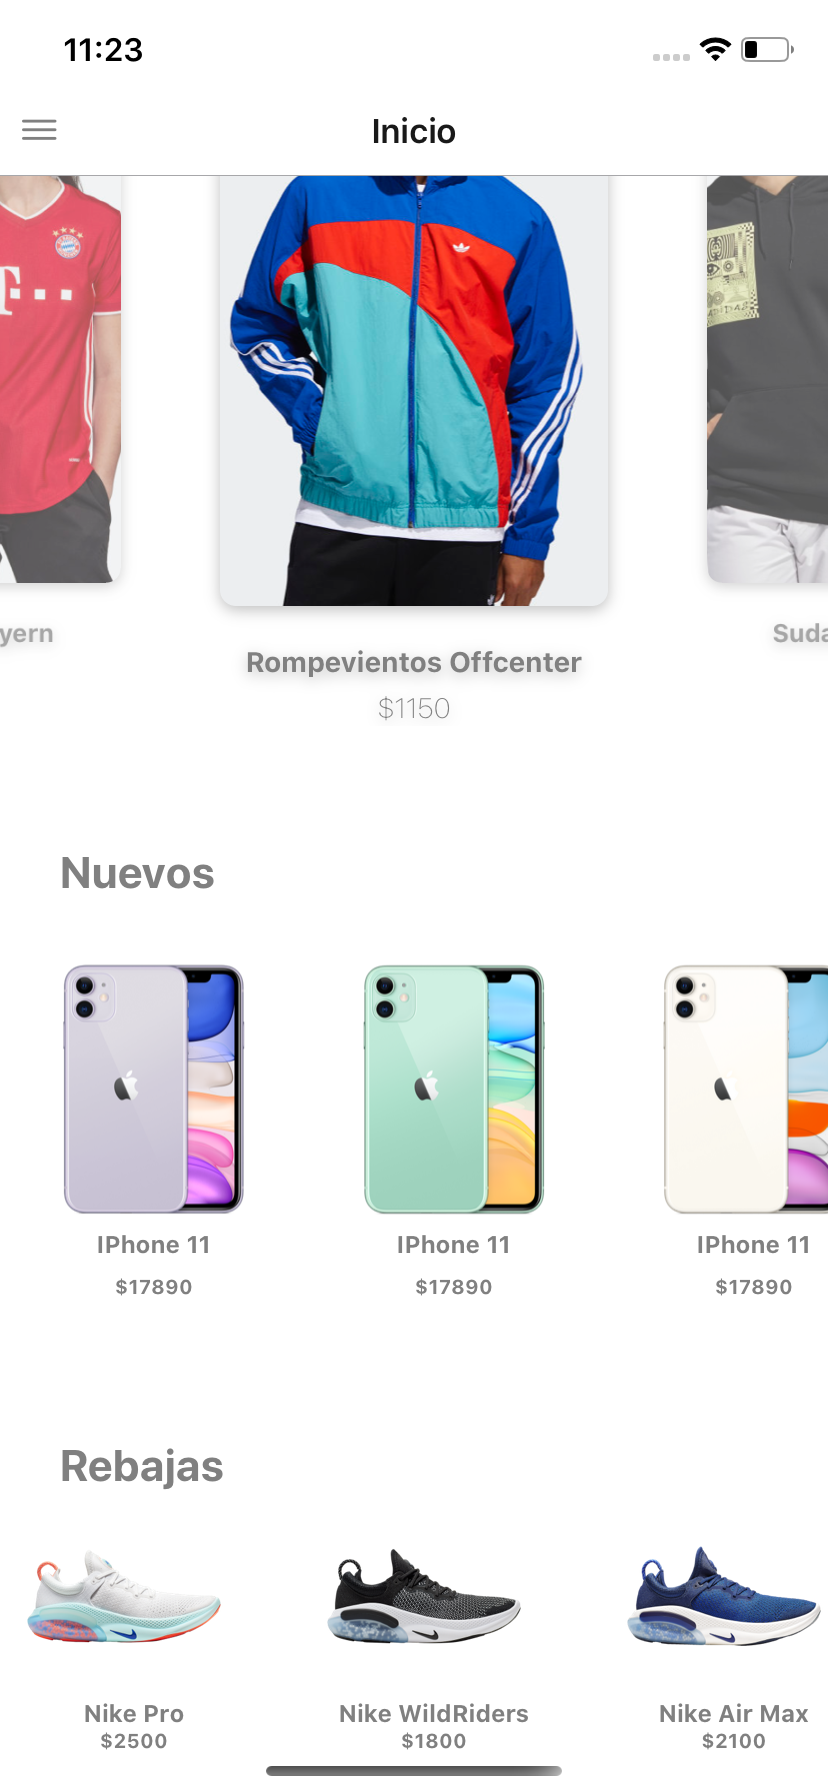 11:23
Inicio
T..
ADIDAS
yern
Suda
Rompevientos Offcenter
$1150
Nuevos
IPhone 11
IPhone 11
IPhone 11
$17890
$17890
$17890
Rebajas
Nike Pro
Nike WildRiders
Nike Air Max
$2500
$1800
$2100